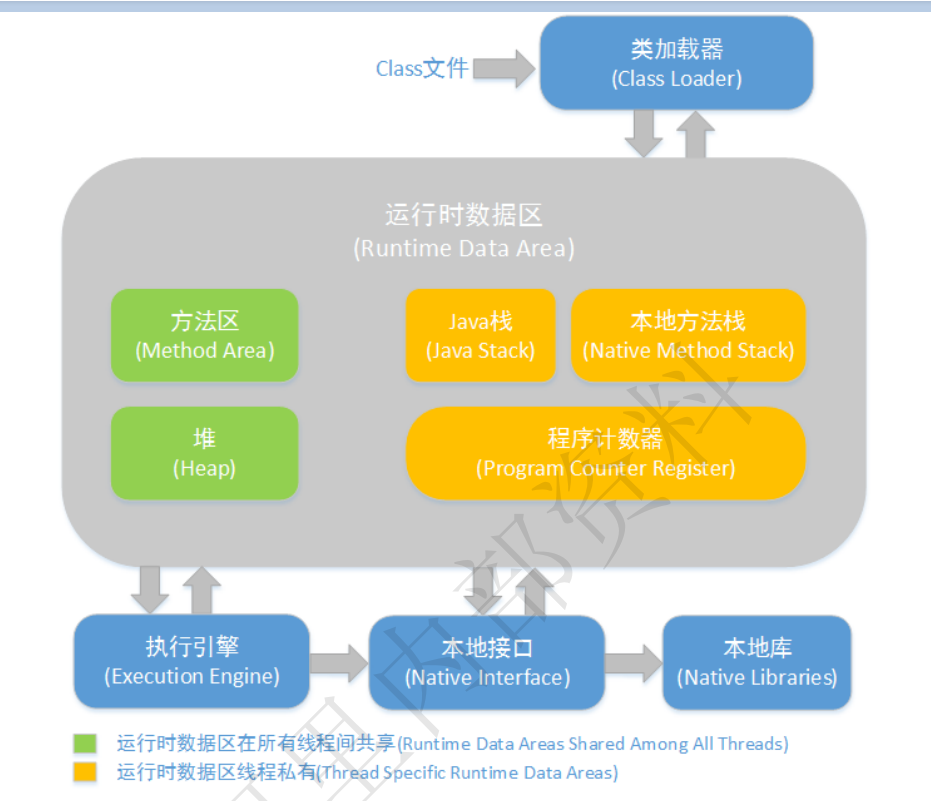 类加载器
Class文件
(Class Loader)
运行时数据区
(Runtime Data Area)
方法区
(Method Area)
Java栈
(Java Stack)
本地方法栈
(Native Method Stack)
堆
(Heap)
程序计数器
(Program Counter Register)
执行引擎
(Execution Engine)
本地接口
(Native Interface)
本地库
(Native Libraries)
运行时数据区在所有线程间共享(Runtime Data Areas Shared Among All Threads)
运行时数据区线程私有(Thread Specific Runtime Data Areas)
里内部资料